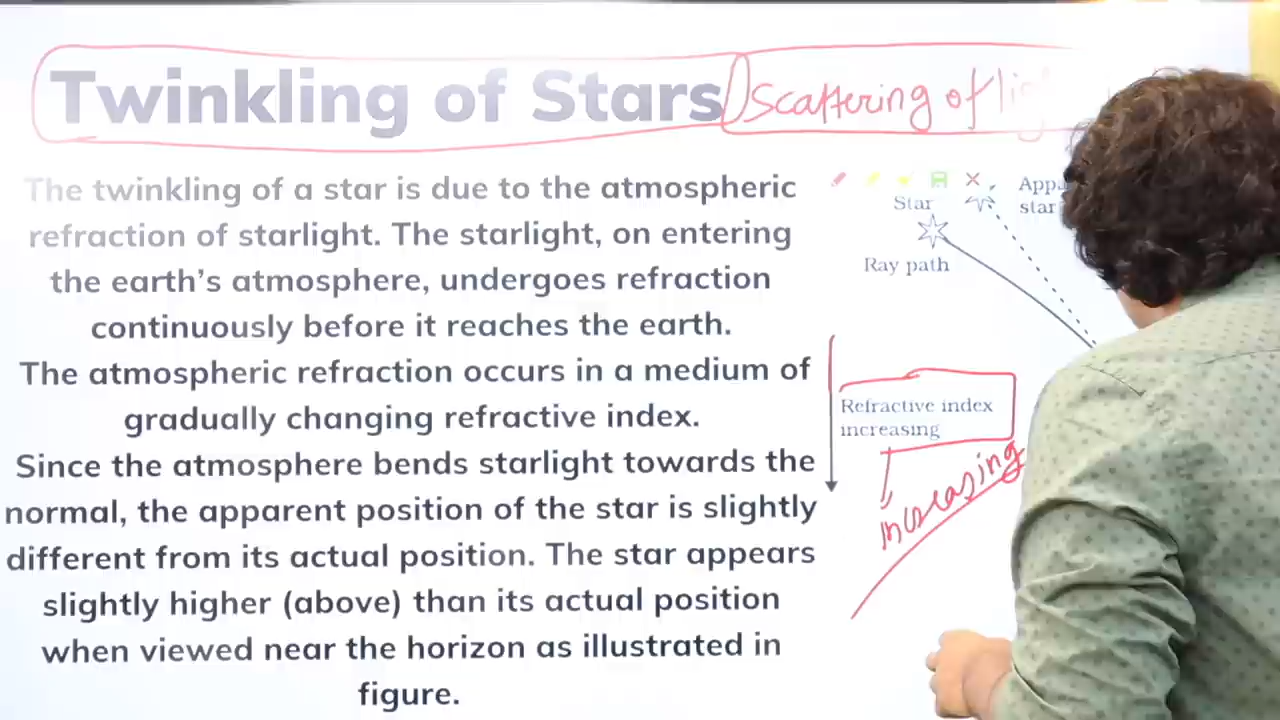 Twinkling of Stars
scattering of lig
The twinkling of a star is due to the atmospheric
refraction of starlight. The starlight, on entering
the earth's atmosphere, undergoes refraction
continuously before it reaches the earth.
The atmospheric refraction occurs in a medium of
gradually changing refractive index.
Since the atmosphere bends starlight towards the
normal, the apparent position of the star is slightly
different from its actual position. The star appears
slightly higher (above) than its actual position
when viewed near the horizon as illustrated in
figure.
Star
Appa
star
Ray path
Refractive index
increasing
increasing